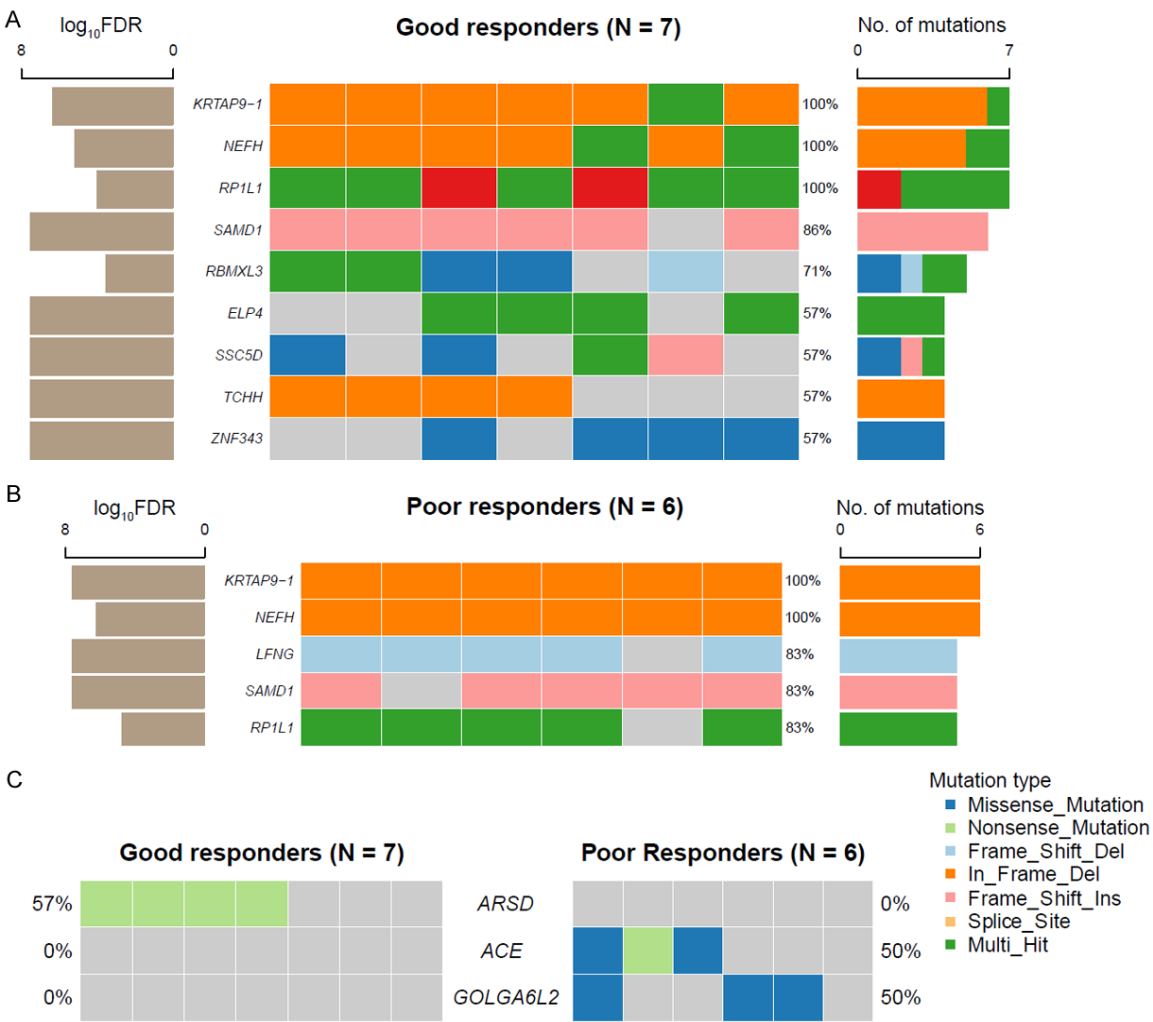 A
log10FDR
Good responders (N = 7)
No. of mutations
8 0
0 7
KRTAP9−1 100%
NEFH 100%
RP1L1 100%
SAMD1 86%
RBMXL3 71%
ELP4 57%
SSC5D 57%
TCHH 57%
ZNF343 57%
B
log10FDR
Poor responders (N = 6)
No. of mutations
8 0
0 6
KRTAP9−1 100%
NEFH 100%
LFNG 83%
SAMD1 83%
RP1L1 83%
C
Good responders (N = 7)
Poor Responders (N = 6)
57% ARSD 0%
0% ACE 50%
0% GOLGA6L2 50%
Mutation type
Missense_Mutation
Nonsense_Mutation
Frame_Shift_Del
In_Frame_Del
Frame_Shift_Ins
Splice_Site
Multi_Hit